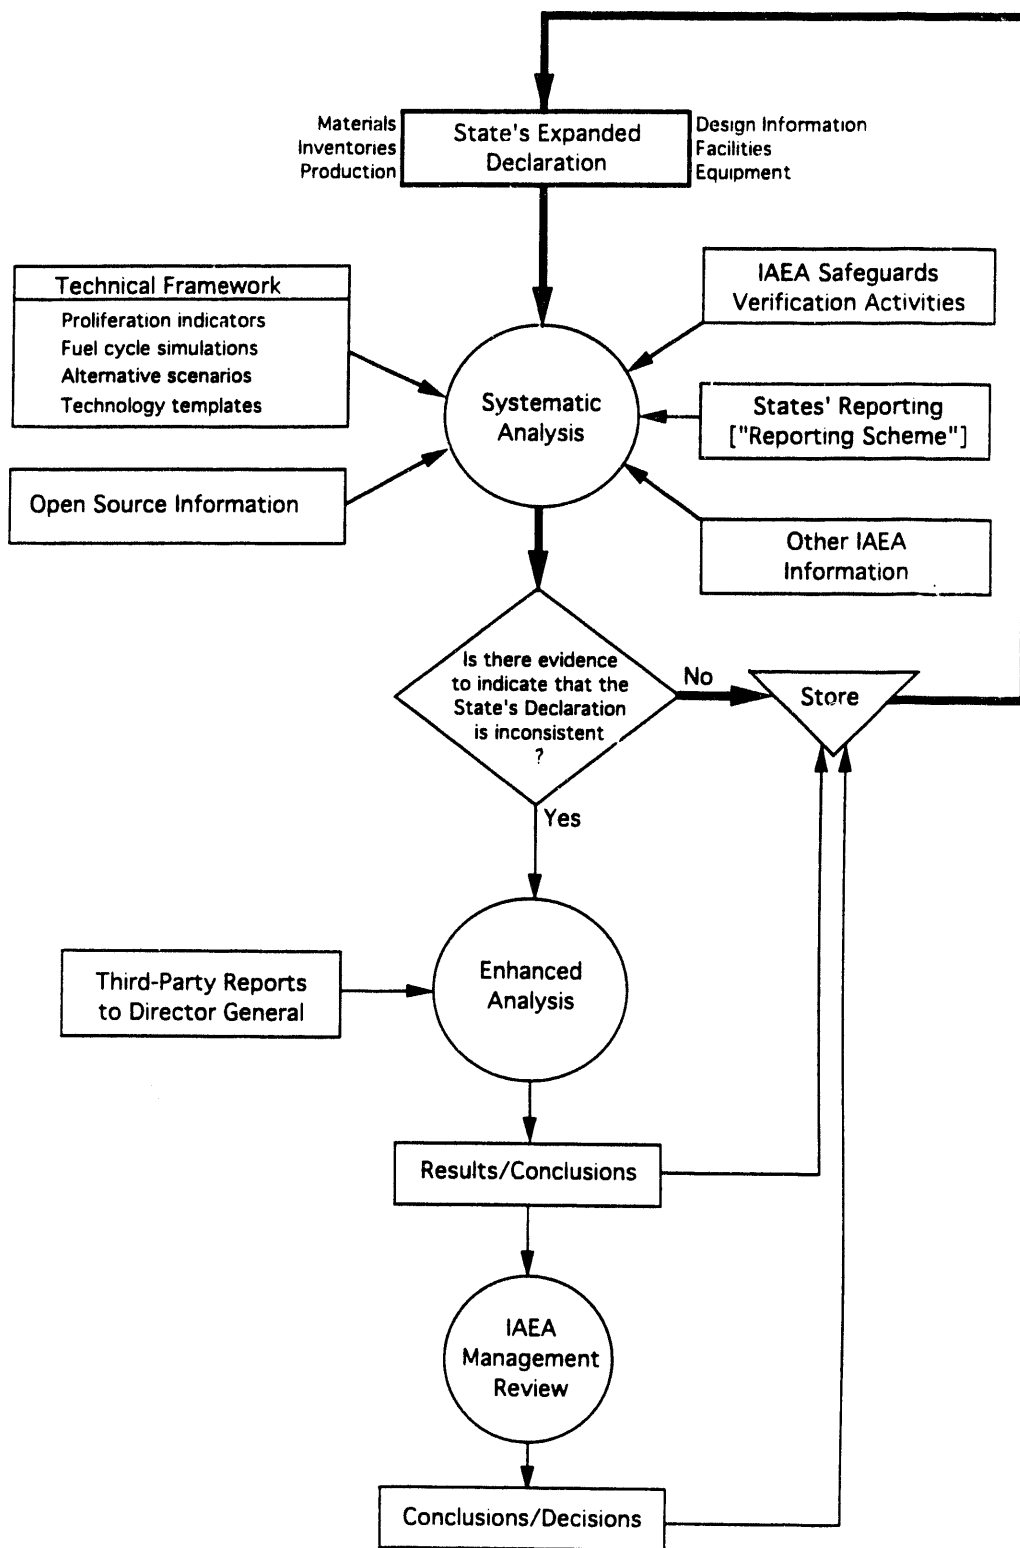 Materials
Inventories
Production
State's Expanded
Declaration
Design Information
Facilities
Equipment
Technical Framework
Proliferation indicators
Fuel cycle simulations
Alternative scenarios
Technology templates
IAEA Safeguards
Verification Activities
Systematic
Analysis
States' Reporting
["Reporting Scheme"]
Open Source Information
Other IAEA
Information
Is there evidence
to indicate that the
State's Declaration
is inconsistent
?
No
Store
Yes
Enhanced
Analysis
Third-Party Reports
to Director General
Results/Conclusions
IAEA
Management
Review
Conclusions/Decisions